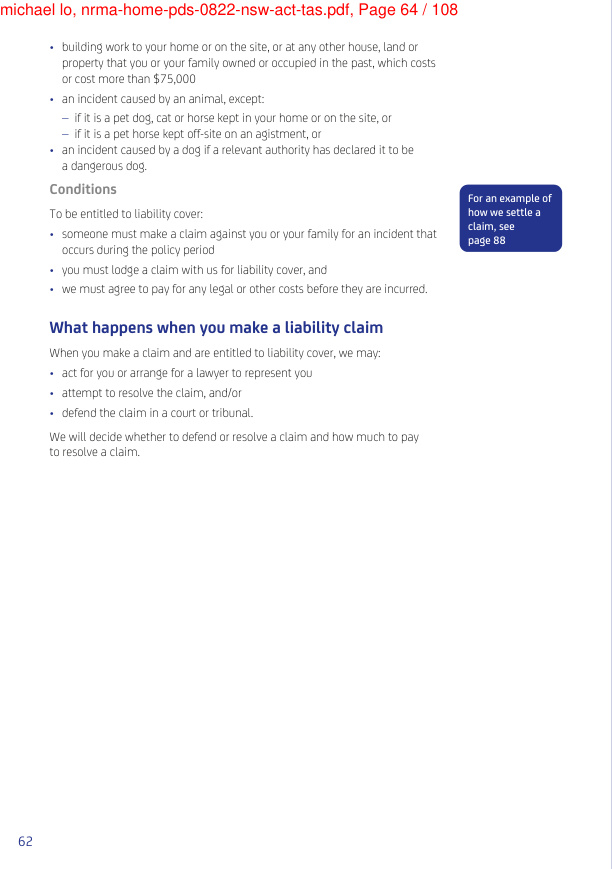 michael lo, nrma-home-pds-0822-nsw-act-tas.pdf, Page 64 / 108
• building work to your home or on the site, or at any other house, land or
property that you or your family owned or occupied in the past, which costs
or cost more than $75,000
• an incident caused by an animal, except:
– if it is a pet dog, cat or horse kept in your home or on the site, or
– if it is a pet horse kept off-site on an agistment, or
• an incident caused by a dog if a relevant authority has declared it to be
a dangerous dog.
Conditions
To be entitled to liability cover:
• someone must make a claim against you or your family for an incident that
occurs during the policy period
• you must lodge a claim with us for liability cover, and
• we must agree to pay for any legal or other costs before they are incurred.
For an example of
how we settle a
claim, see
page 88
What happens when you make a liability claim
When you make a claim and are entitled to liability cover, we may:
• act for you or arrange for a lawyer to represent you
• attempt to resolve the claim, and/or
• defend the claim in a court or tribunal.
We will decide whether to defend or resolve a claim and how much to pay
to resolve a claim.
62